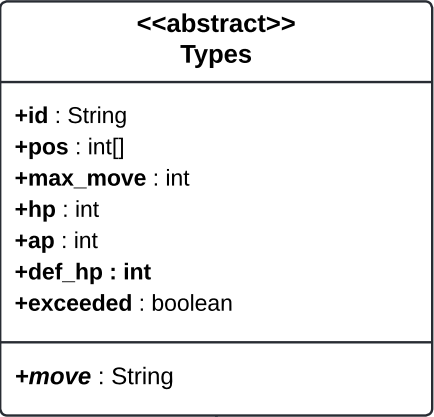 <<abstract>>
Types
+id : String
+pos : int[]
+max_move : int
+hp : int
+ap : int
+def_hp : int
+exceeded : boolean
+move : String